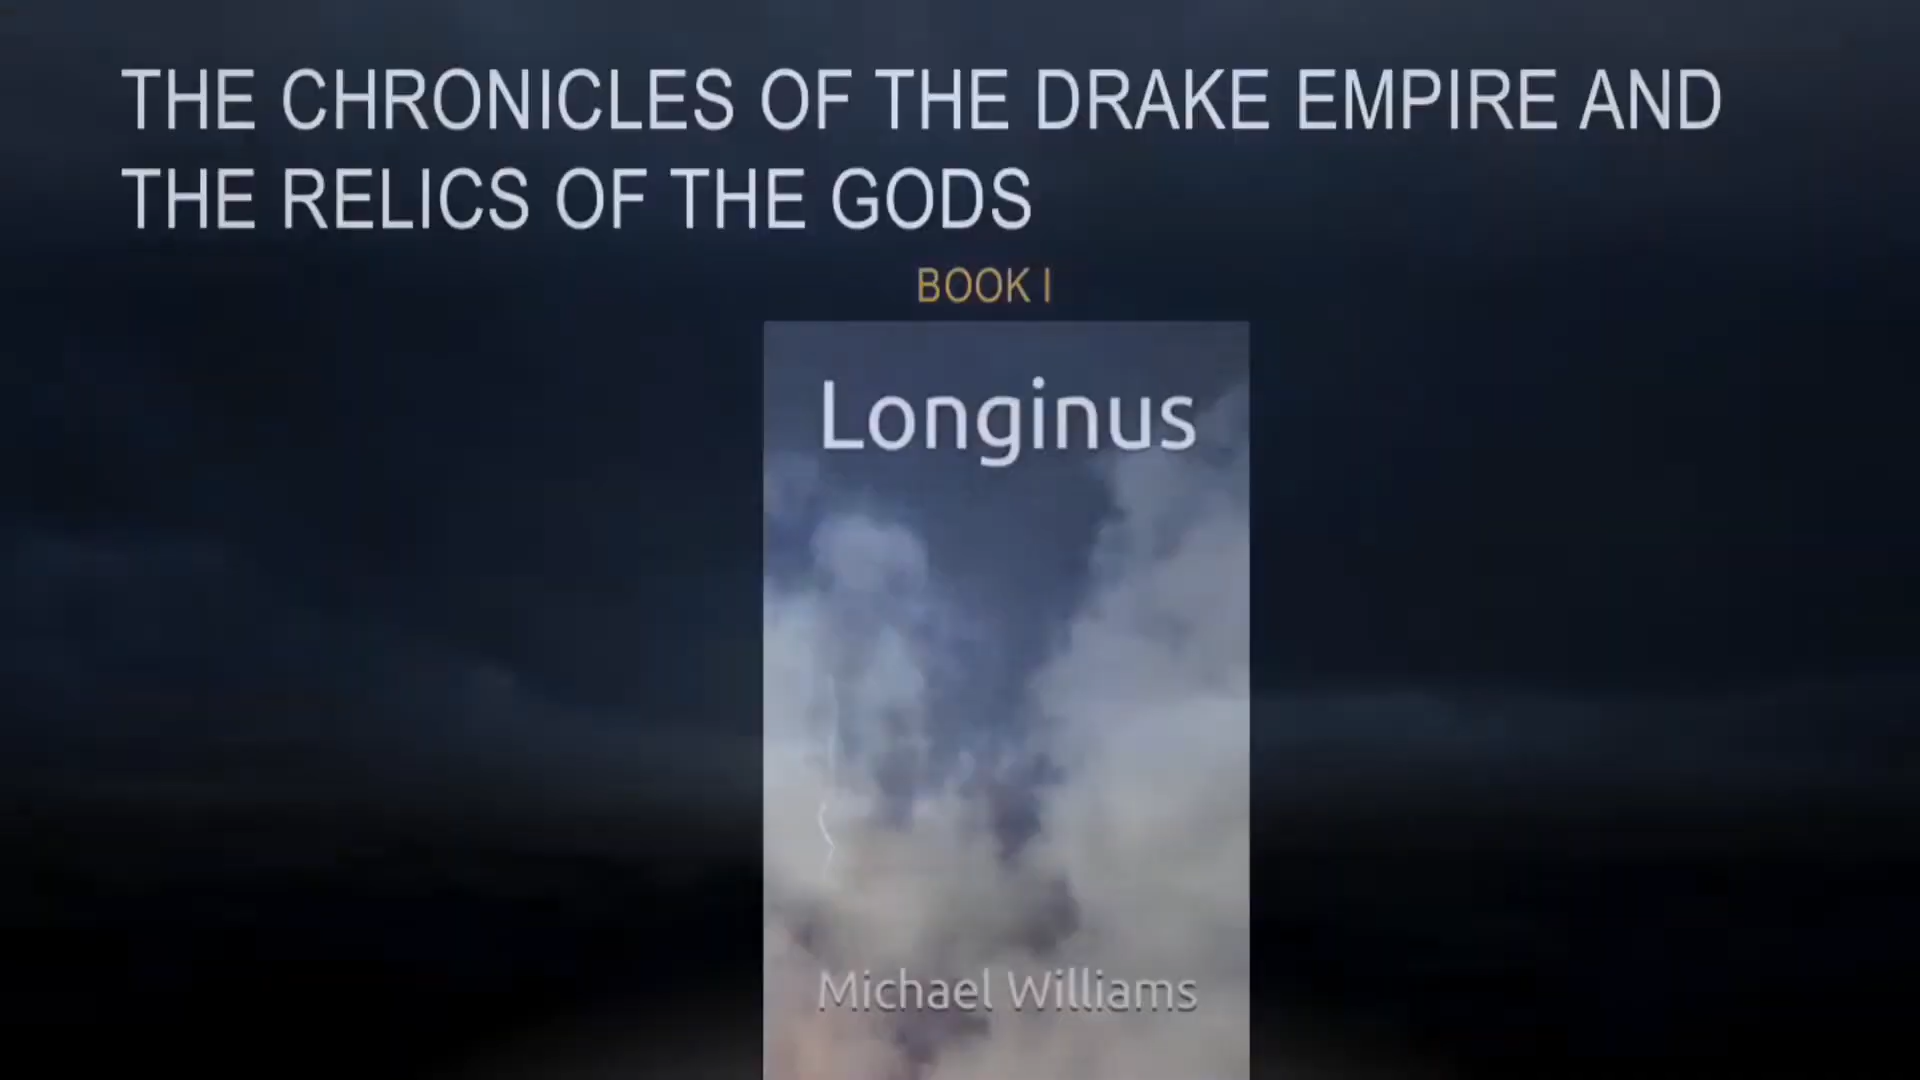 THE CHRONICLES OF THE DRAKE EMPIRE AND
THE RELICS OF THE GODS
BOOK I
Longinus
Michael Williams